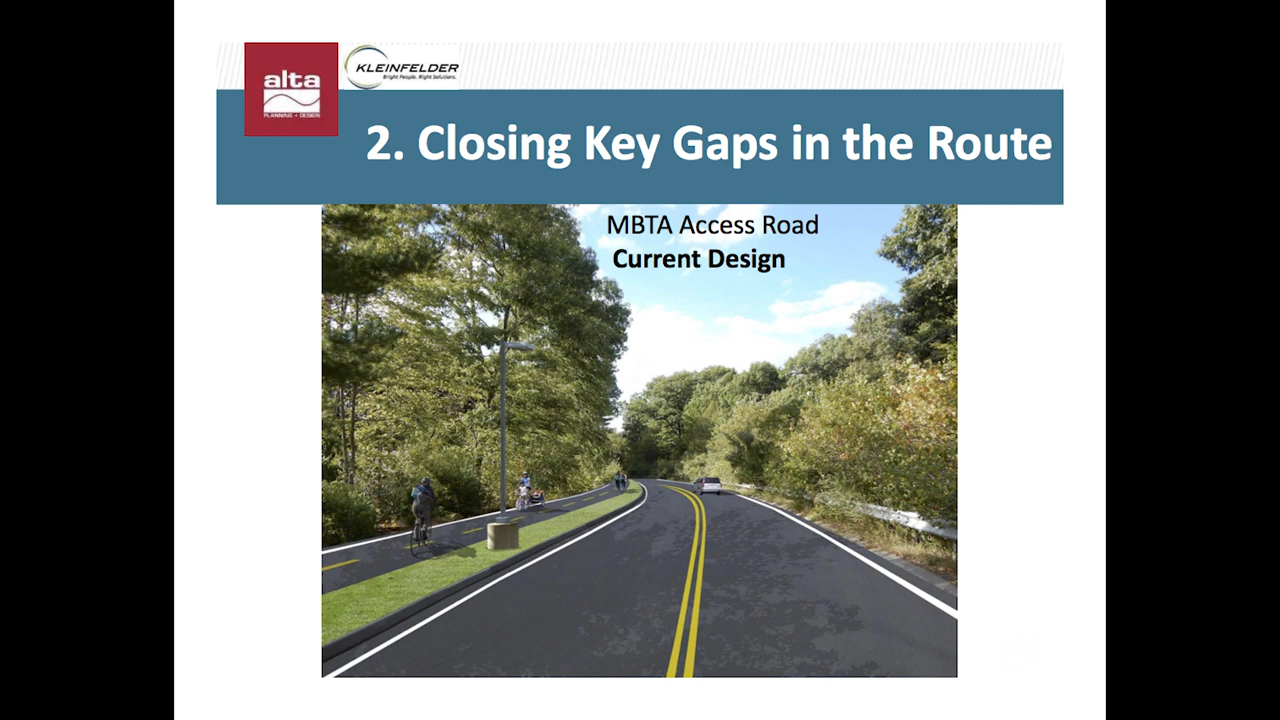 alta
PLANNING + DESIGN
KLEINFELDER
Bright People. Right Solutions.
2. Closing Key Gaps in the Route
MBTA Access Road
Current Design